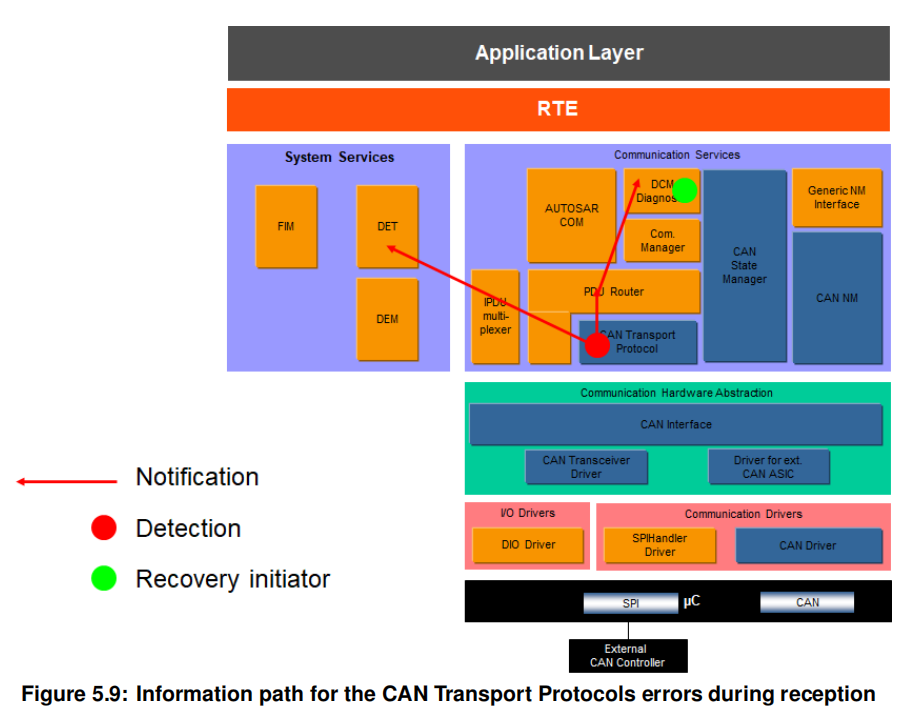 Application Layer
RTE
System Services
FIM
DET
DEM
Communication Services
AUTOSAR
COM
DCM
Com.
Manager
PDU Router
IPDU
multi-
plexer
CAN Transport
Protocol
CAN
State
Manager
Generic NM
Interface
CAN NM
Communication Hardware Abstraction
CAN Interface
CAN Transceiver
Driver
Driver for ext.
CAN ASIC
I/O Drivers
DIO Driver
Communication Drivers
SPIHandler
Driver
CAN Driver
SPI
µC
CAN
External
CAN Controller
Notification
Detection
Recovery initiator
Figure 5.9: Information path for the CAN Transport Protocols errors during reception